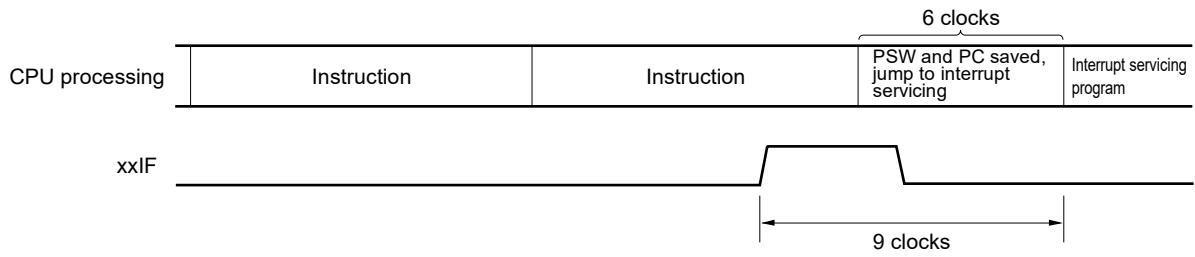 6 clocks
CPU processing
Instruction
Instruction
PSW and PC saved,
jump to interrupt
servicing
Interrupt servicing
program
xxIF
9 clocks